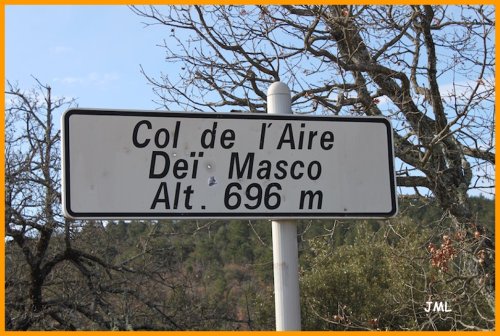 Col de l'Aire
Deï Masco
Alt. 696 m
JML